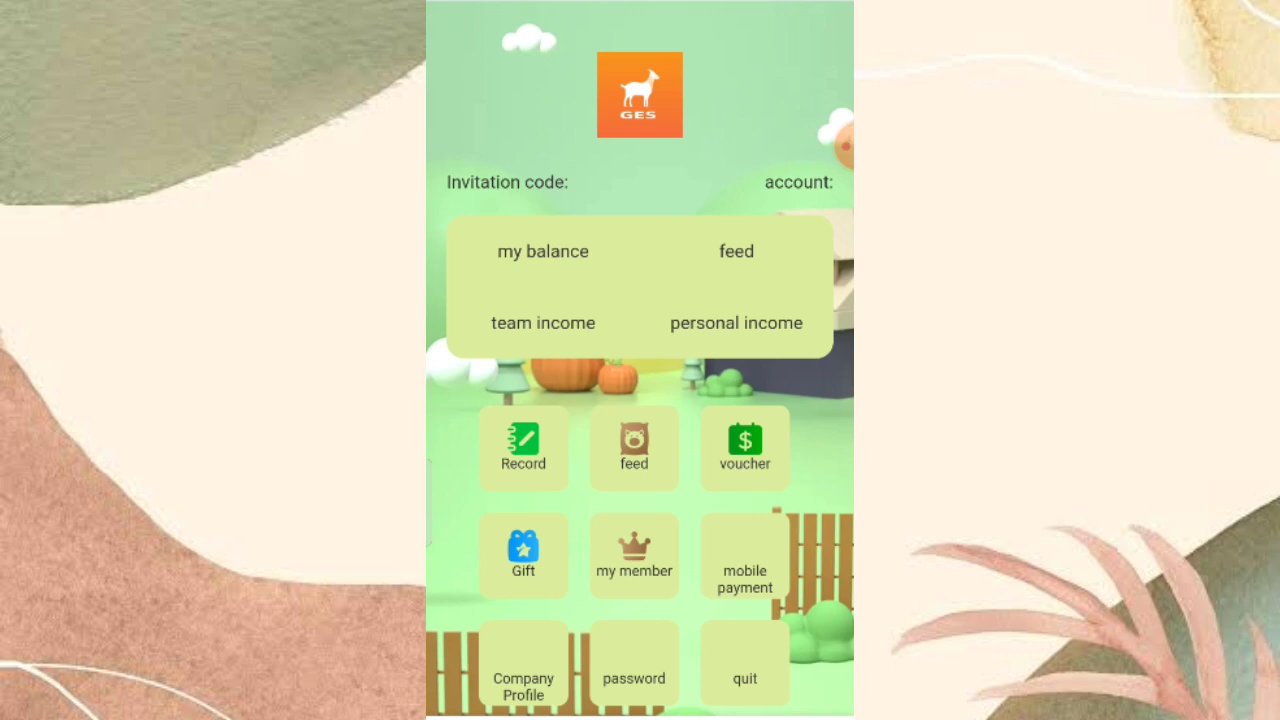 GES
Invitation code:
account:
my balance
feed
team income
personal income
Record
feed
voucher
Gift
my member
mobile
payment
Company
Profile
password
quit